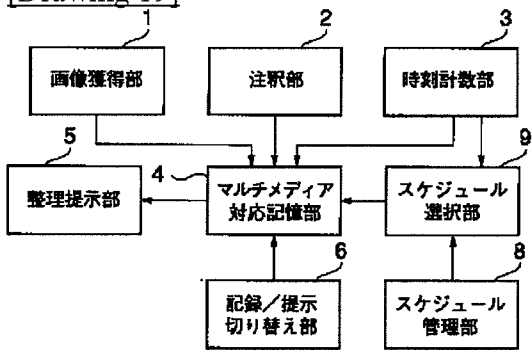 [Drawing 19]
1
2
3
画像獲得部
注釈部
時刻計数部
5
4
9
整理提示部
マルチメディア
対応記憶部
スケジュール
選択部
6
8
記録／提示
切り替え部
スケジュール
管理部